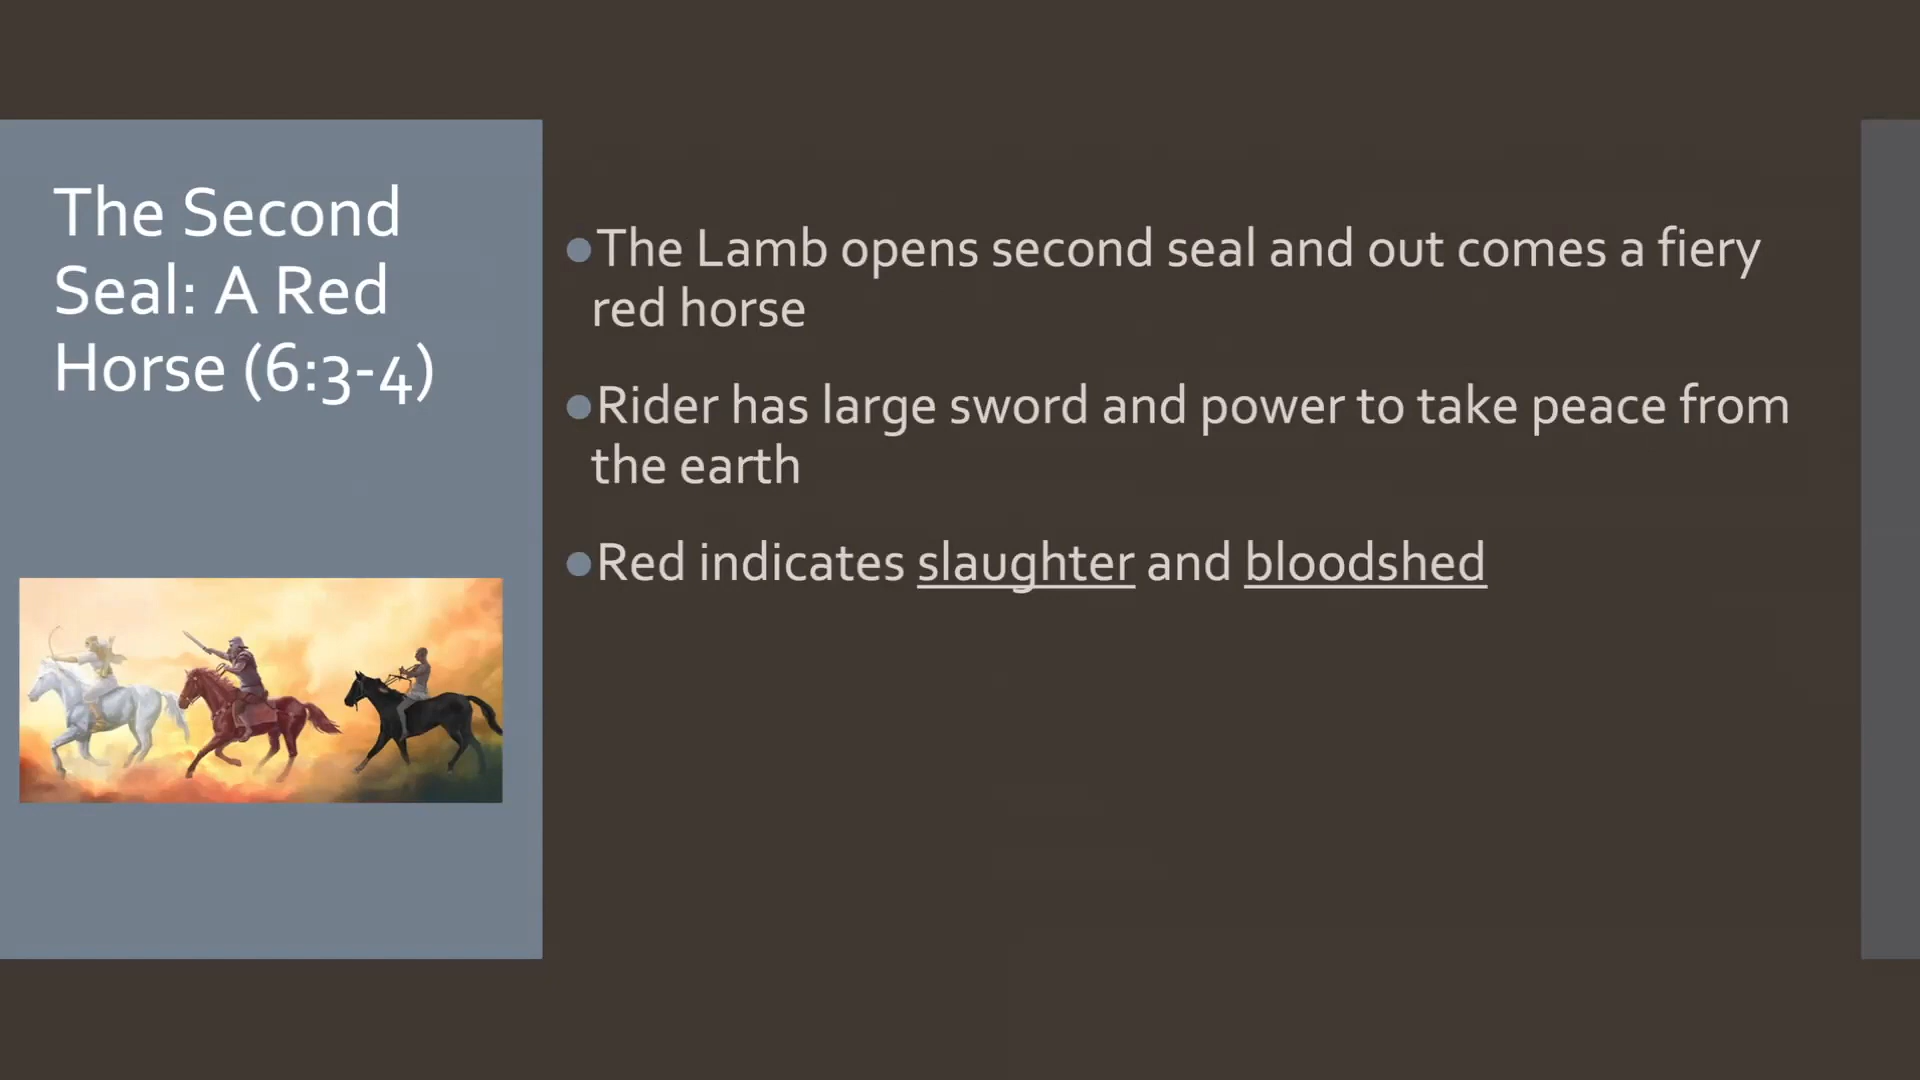 The Second
Seal: A Red
Horse (6:3-4)
●The Lamb opens second seal and out comes a fiery
red horse
●Rider has large sword and power to take peace from
the earth
●Red indicates slaughter and bloodshed